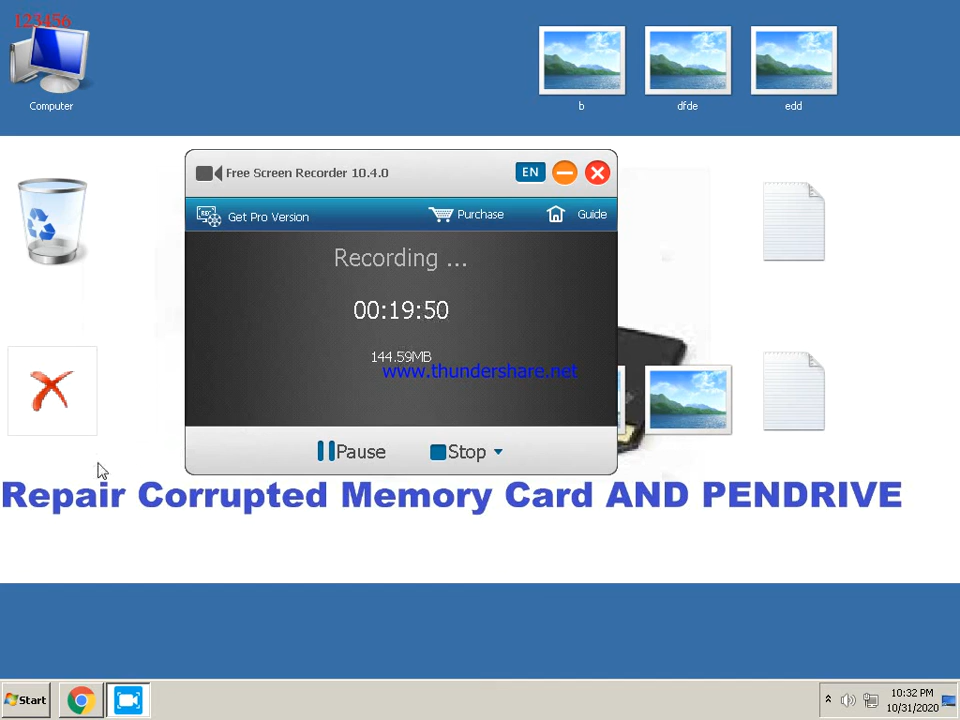 123456
Computer
b
dfde
edd
Free Screen Recorder 10.4.0
EN
Get Pro Version
Purchase
Guide
Recording ...
00:19:50
144.59MB
www.thundershare.net
Pause
Stop
Repair Corrupted Memory Card AND PENDRIVE
Start
10:32 PM
10/31/2020